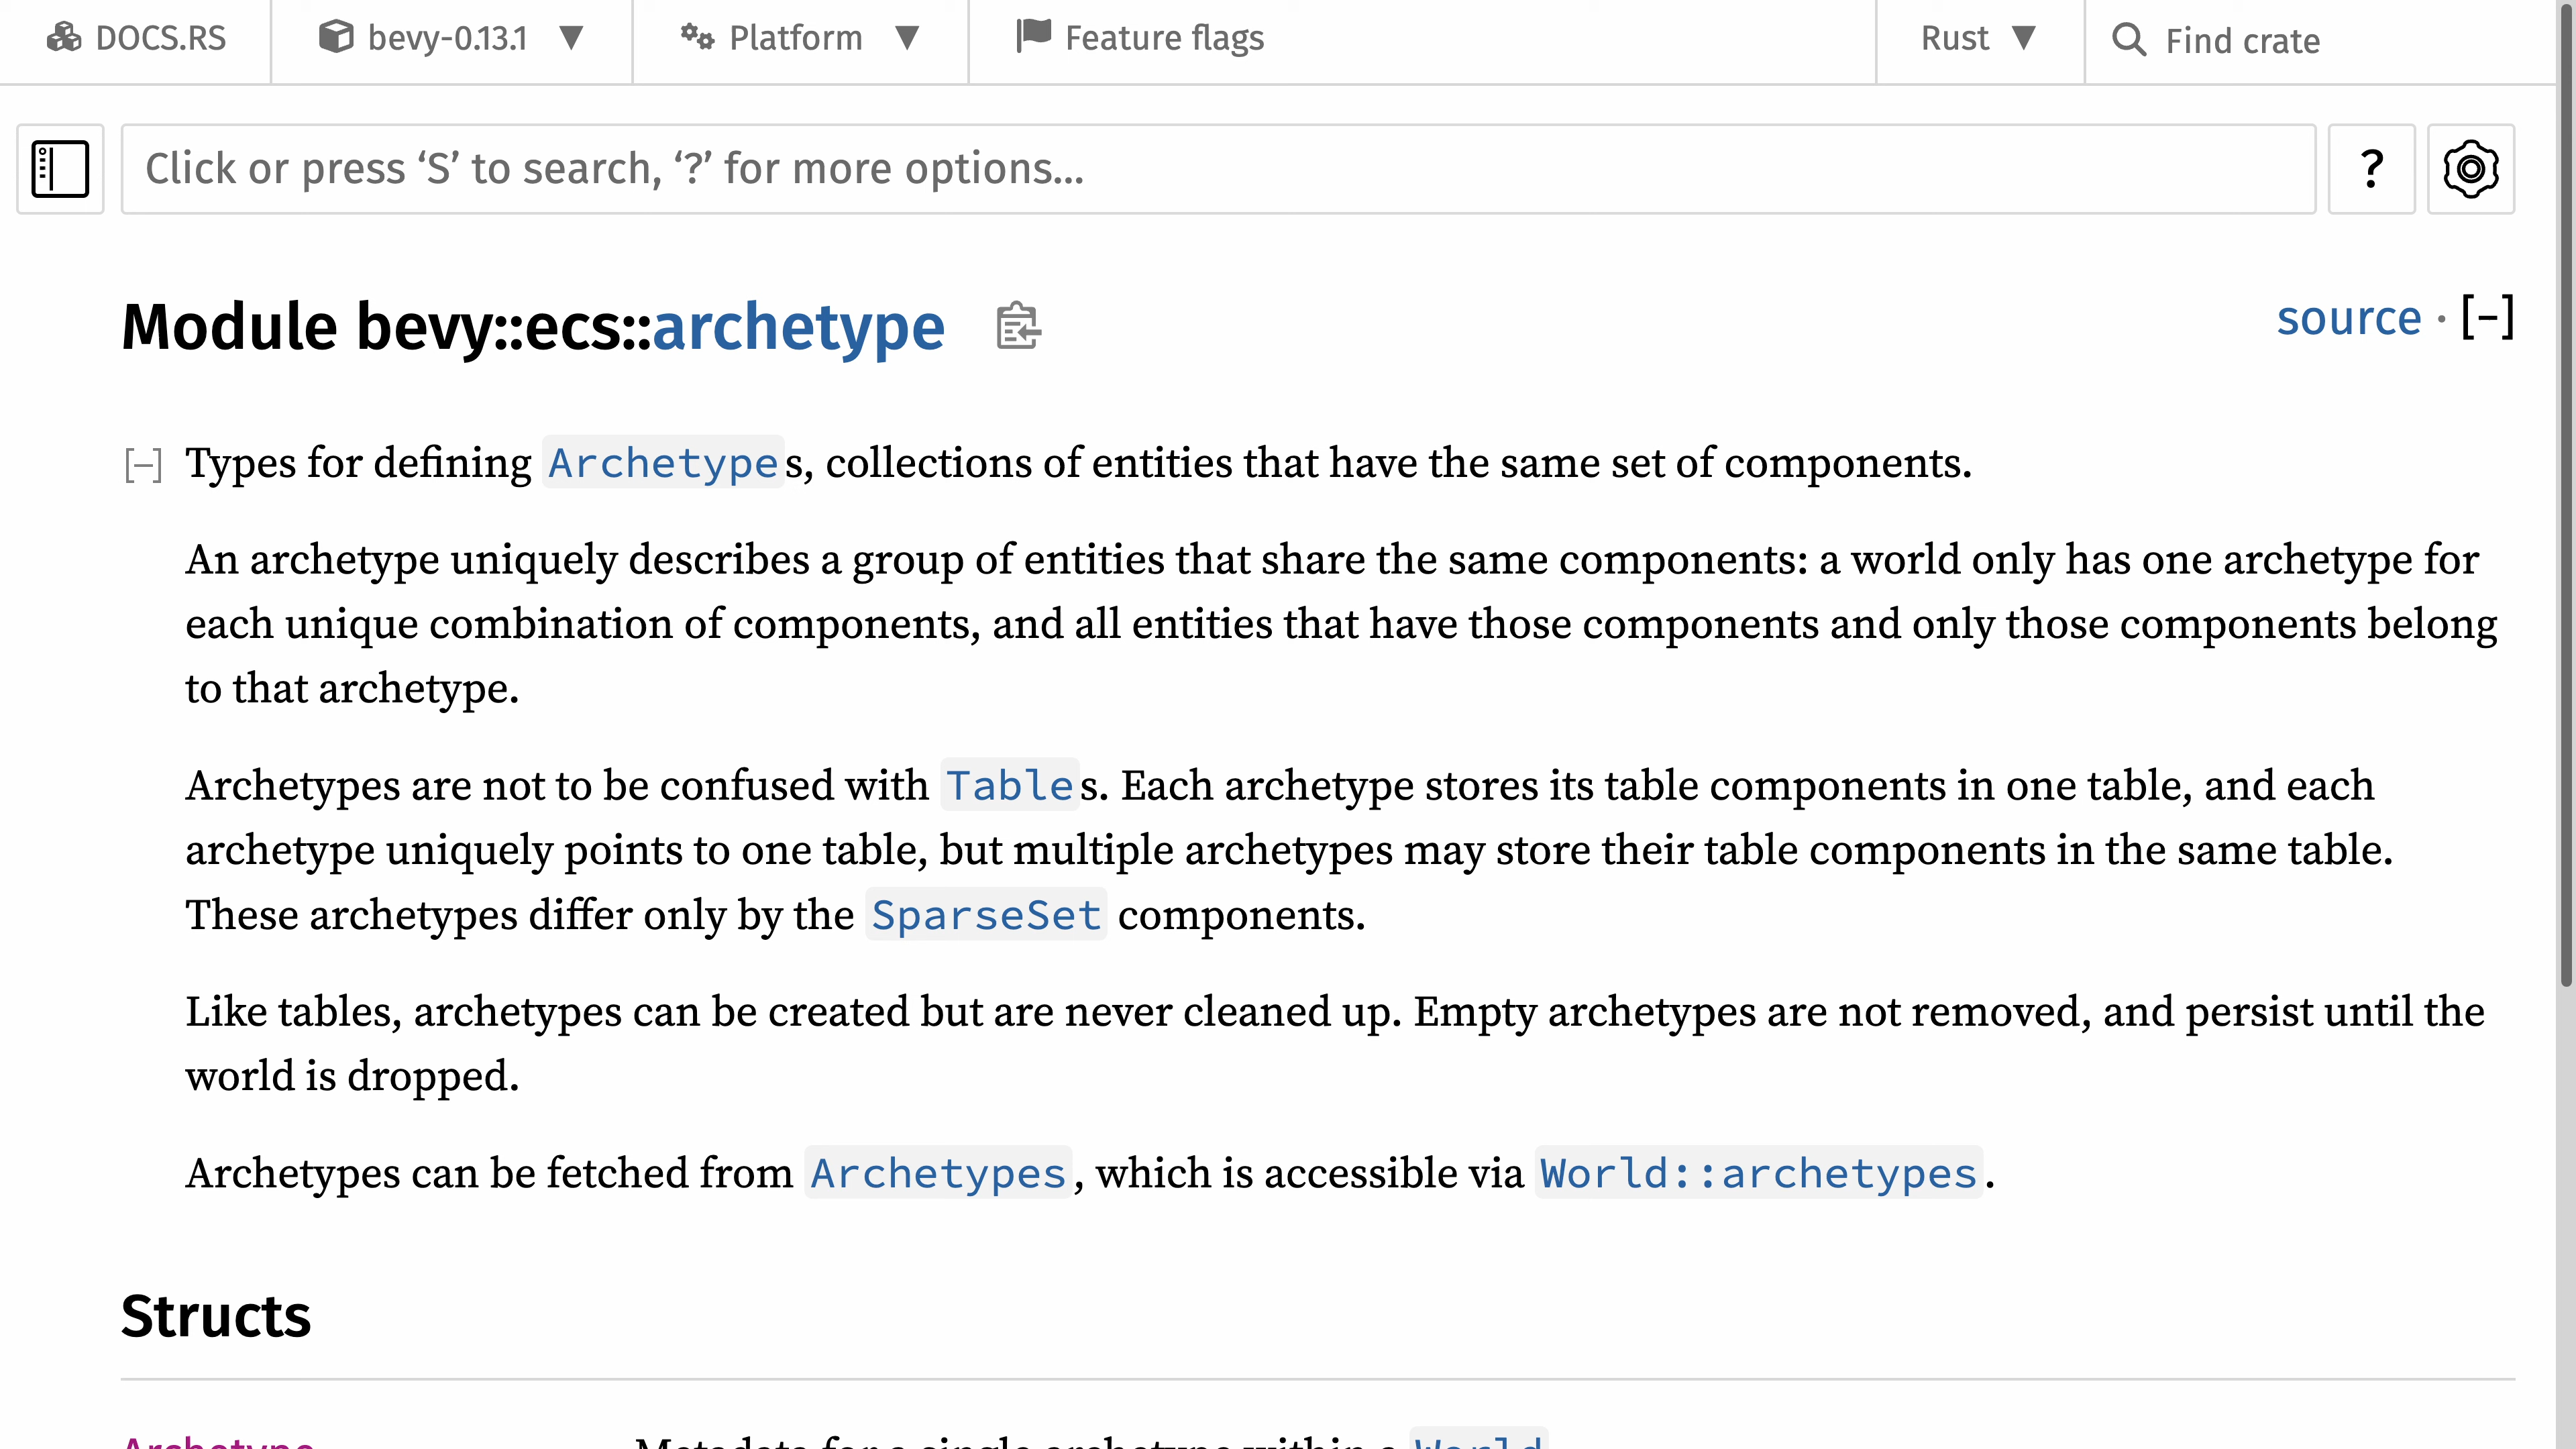 DOCS.RS bevy-0.13.1 ▼ Platform ▼ Feature flags Rust ▼ Find crate
Click or press ‘S’ to search, ‘?’ for more options… ?
Module bevy::ecs::archetype source · [−]
[−] Types for defining Archetypes, collections of entities that have the same set of components.
An archetype uniquely describes a group of entities that share the same components: a world only has one archetype for
each unique combination of components, and all entities that have those components and only those components belong
to that archetype.
Archetypes are not to be confused with Tables. Each archetype stores its table components in one table, and each
archetype uniquely points to one table, but multiple archetypes may store their table components in the same table.
These archetypes differ only by the SparseSet components.
Like tables, archetypes can be created but are never cleaned up. Empty archetypes are not removed, and persist until the
world is dropped.
Archetypes can be fetched from Archetypes, which is accessible via World::archetypes.
Structs
Archetype Metadata for a single archetype within a World